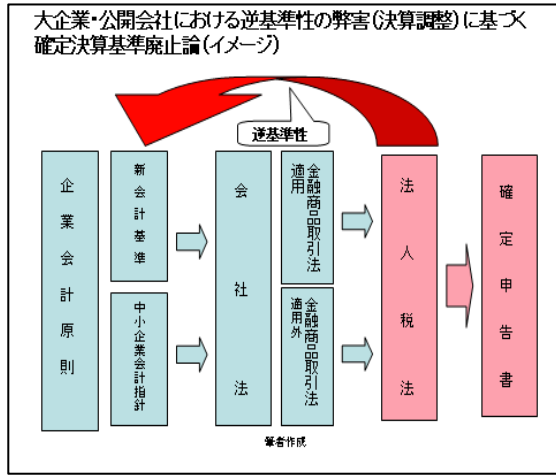 大企業・公開会社における逆基準性の弊害(決算調整)に基づく
確定決算基準廃止論(イメージ)
逆基準性
企業会計原則
新会計基準
中小企業会計指針
会社法
金融商品取引法
適用
金融商品取引法
適用外
法人税法
確定申告書
筆者作成